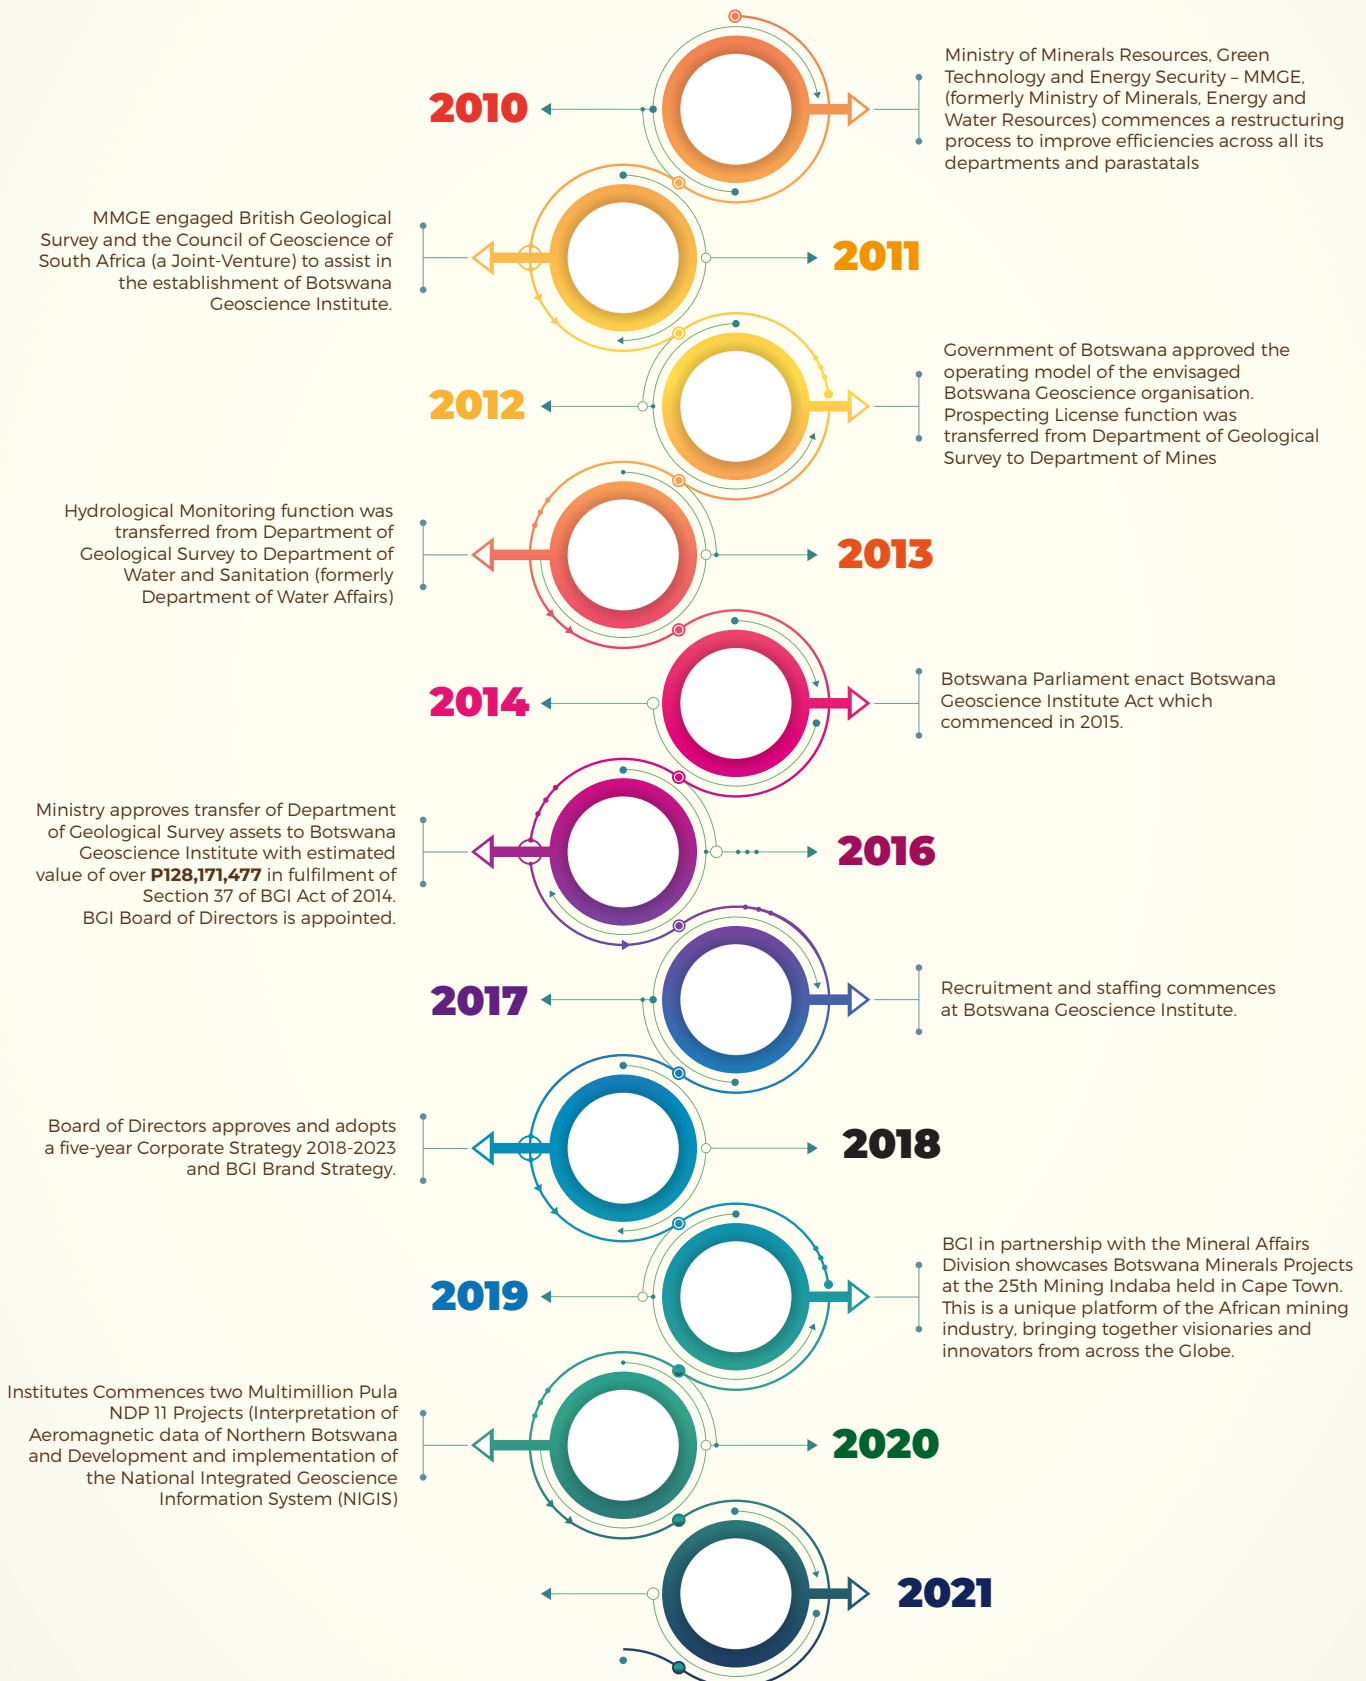 2010
Ministry of Minerals Resources, Green
Technology and Energy Security – MMGE,
(formerly Ministry of Minerals, Energy and
Water Resources) commences a restructuring
process to improve efficiencies across all its
departments and parastatals
MMGE engaged British Geological
Survey and the Council of Geoscience of
South Africa (a Joint-Venture) to assist in
the establishment of Botswana
Geoscience Institute.
2011
2012
Government of Botswana approved the
operating model of the envisaged
Botswana Geoscience organisation.
Prospecting License function was
transferred from Department of Geological
Survey to Department of Mines
Hydrological Monitoring function was
transferred from Department of
Geological Survey to Department of
Water and Sanitation (formerly
Department of Water Affairs)
2013
2014
Botswana Parliament enact Botswana
Geoscience Institute Act which
commenced in 2015.
Ministry approves transfer of Department
of Geological Survey assets to Botswana
Geoscience Institute with estimated
value of over P128,171,477 in fulfilment of
Section 37 of BGI Act of 2014.
BGI Board of Directors is appointed.
2016
2017
Recruitment and staffing commences
at Botswana Geoscience Institute.
Board of Directors approves and adopts
a five-year Corporate Strategy 2018-2023
and BGI Brand Strategy.
2018
2019
BGI in partnership with the Mineral Affairs
Division showcases Botswana Minerals Projects
at the 25th Mining Indaba held in Cape Town.
This is a unique platform of the African mining
industry, bringing together visionaries and
innovators from across the Globe.
Institutes Commences two Multimillion Pula
NDP 11 Projects (Interpretation of
Aeromagnetic data of Northern Botswana
and Development and implementation of
the National Integrated Geoscience
Information System (NIGIS)
2020
2021